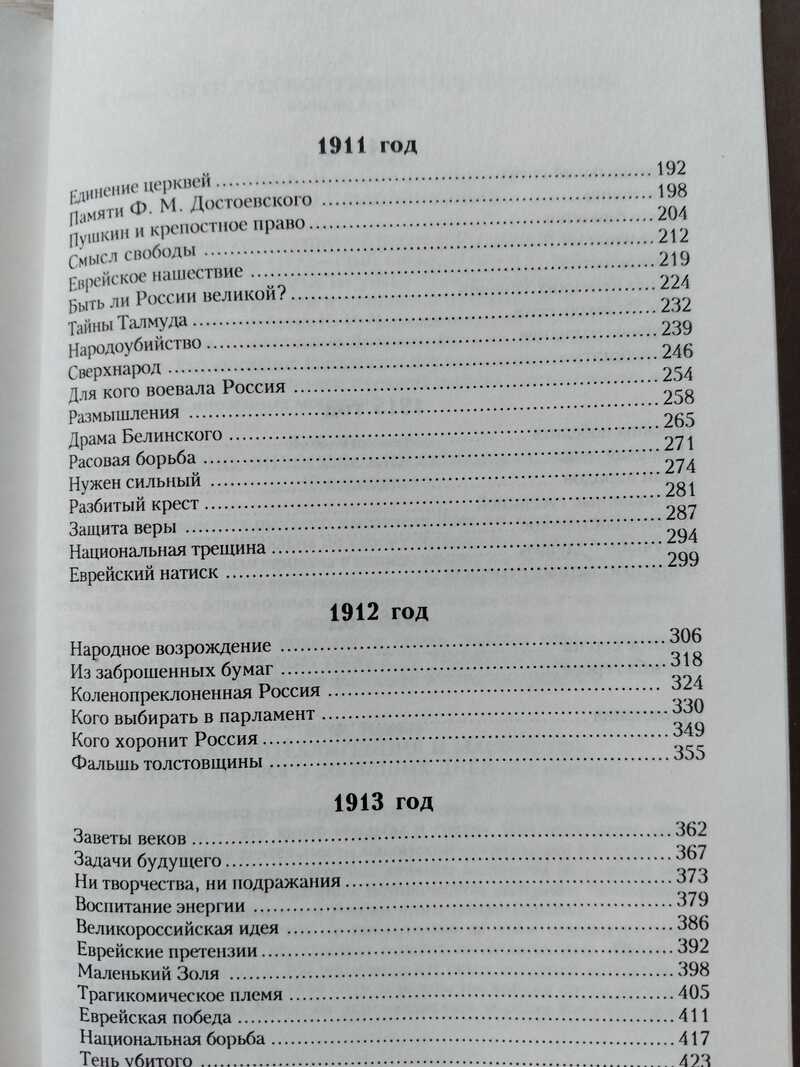 1911 год
Единение церквей 192
Памяти Ф. М. Достоевского 198
Пушкин и крепостное право 204
Смысл свободы 212
Еврейское нашествие 219
Быть ли России великой? 224
Тайны Талмуда 232
Народоубийство 239
Сверхнарод 246
Для кого воевала Россия 254
Размышления 258
Драма Белинского 265
Расовая борьба 271
Нужен сильный 274
Разбитый крест 281
Защита веры 287
Национальная трещина 294
Еврейский натиск 299
1912 год
Народное возрождение 306
Из заброшенных бумаг 318
Коленопреклоненная Россия 324
Кого выбирать в парламент 330
Кого хоронит Россия 349
Фальшь толстовщины 355
1913 год
Заветы веков 362
Задачи будущего 367
Ни творчества, ни подражания 373
Воспитание энергии 379
Великороссийская идея 386
Еврейские претензии 392
Маленький Золя 398
Трагикомическое племя 405
Еврейская победа 411
Национальная борьба 417
Тень убитого 423